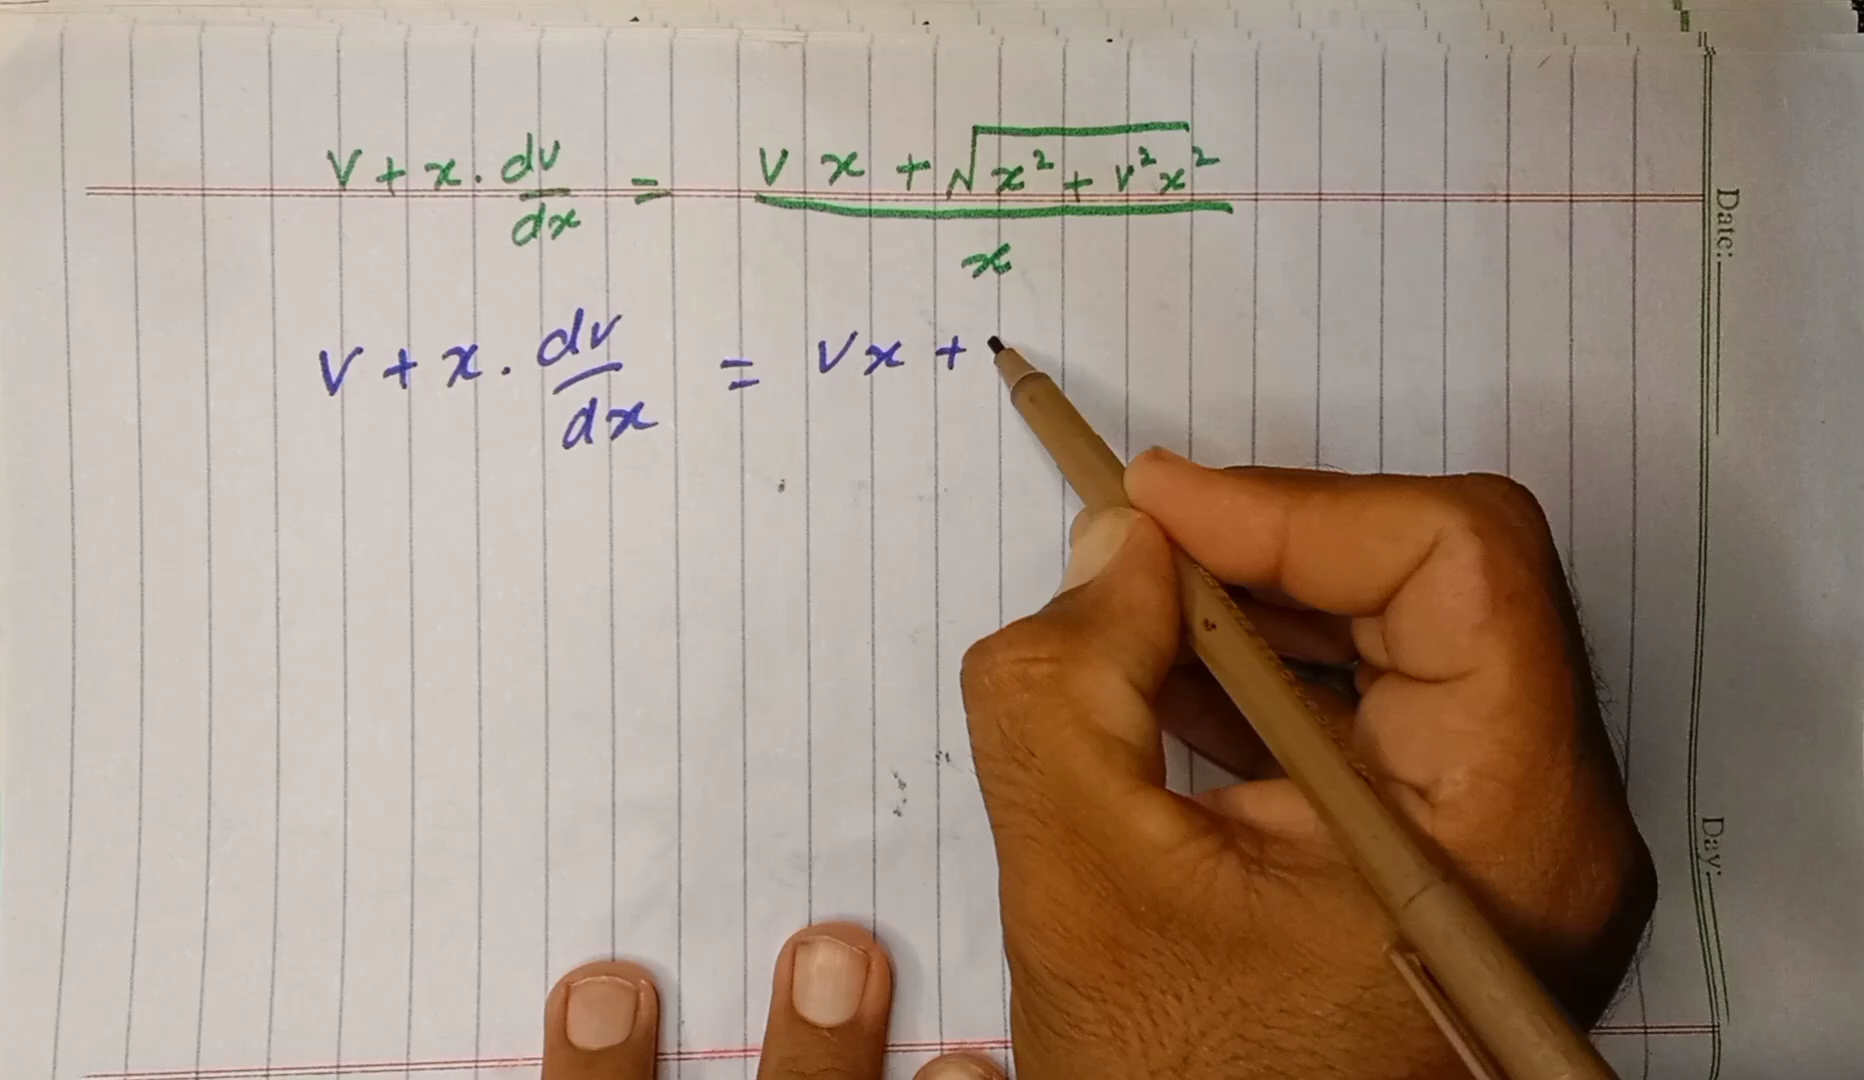 v + x . dv/dx = v x + √(x² + v²x²) / x
v + x . dv/dx = vx +
Date:
Day: